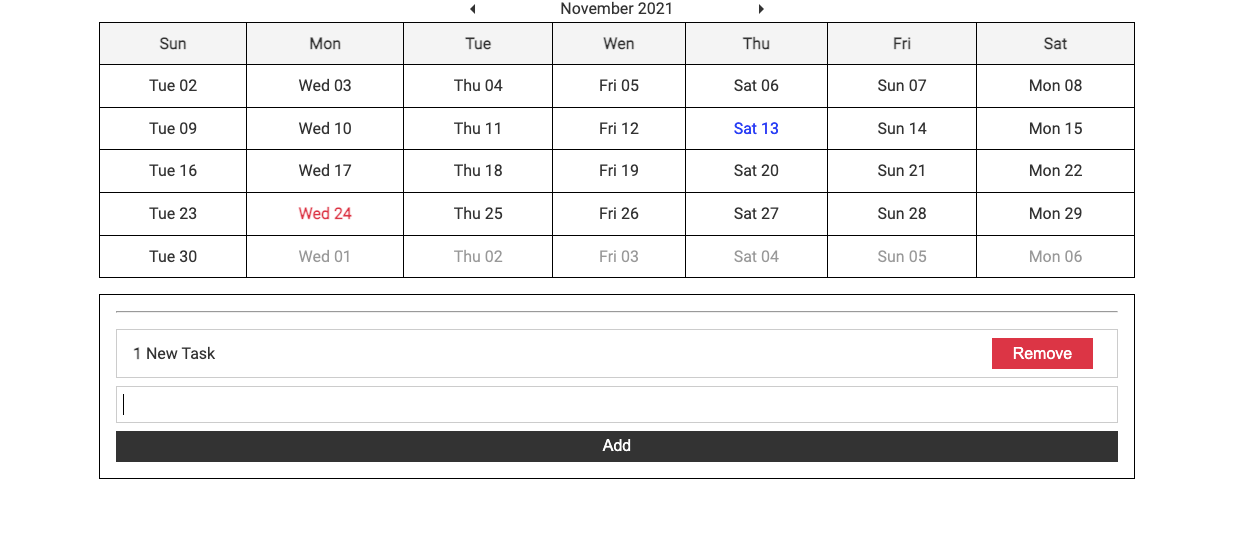 November 2021
Sun Mon Tue Wen Thu Fri Sat
Tue 02 Wed 03 Thu 04 Fri 05 Sat 06 Sun 07 Mon 08
Tue 09 Wed 10 Thu 11 Fri 12 Sat 13 Sun 14 Mon 15
Tue 16 Wed 17 Thu 18 Fri 19 Sat 20 Sun 21 Mon 22
Tue 23 Wed 24 Thu 25 Fri 26 Sat 27 Sun 28 Mon 29
Tue 30 Wed 01 Thu 02 Fri 03 Sat 04 Sun 05 Mon 06
1 New Task Remove
Add